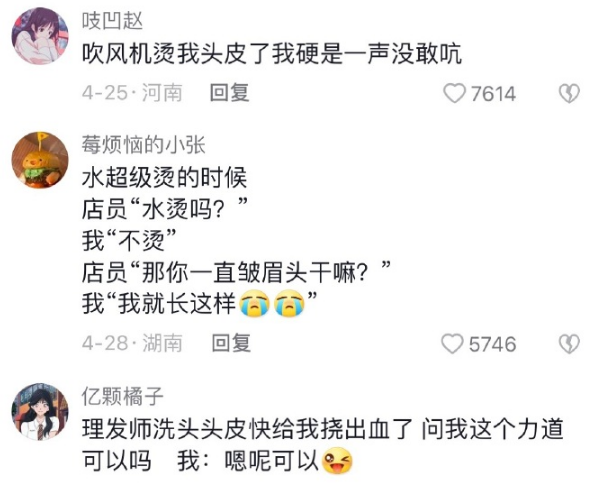 吱凹赵
吹风机烫我头皮了我硬是一声没敢吭
4-25·河南 回复 7614
莓烦恼的小张
水超级烫的时候
店员“水烫吗？”
我“不烫”
店员“那你一直皱眉头干嘛？”
我“我就长这样😭😭”
4-28·湖南 回复 5746
亿颗橘子
理发师洗头头皮快给我挠出血了 问我这个力道
可以吗 我：嗯呢可以😜